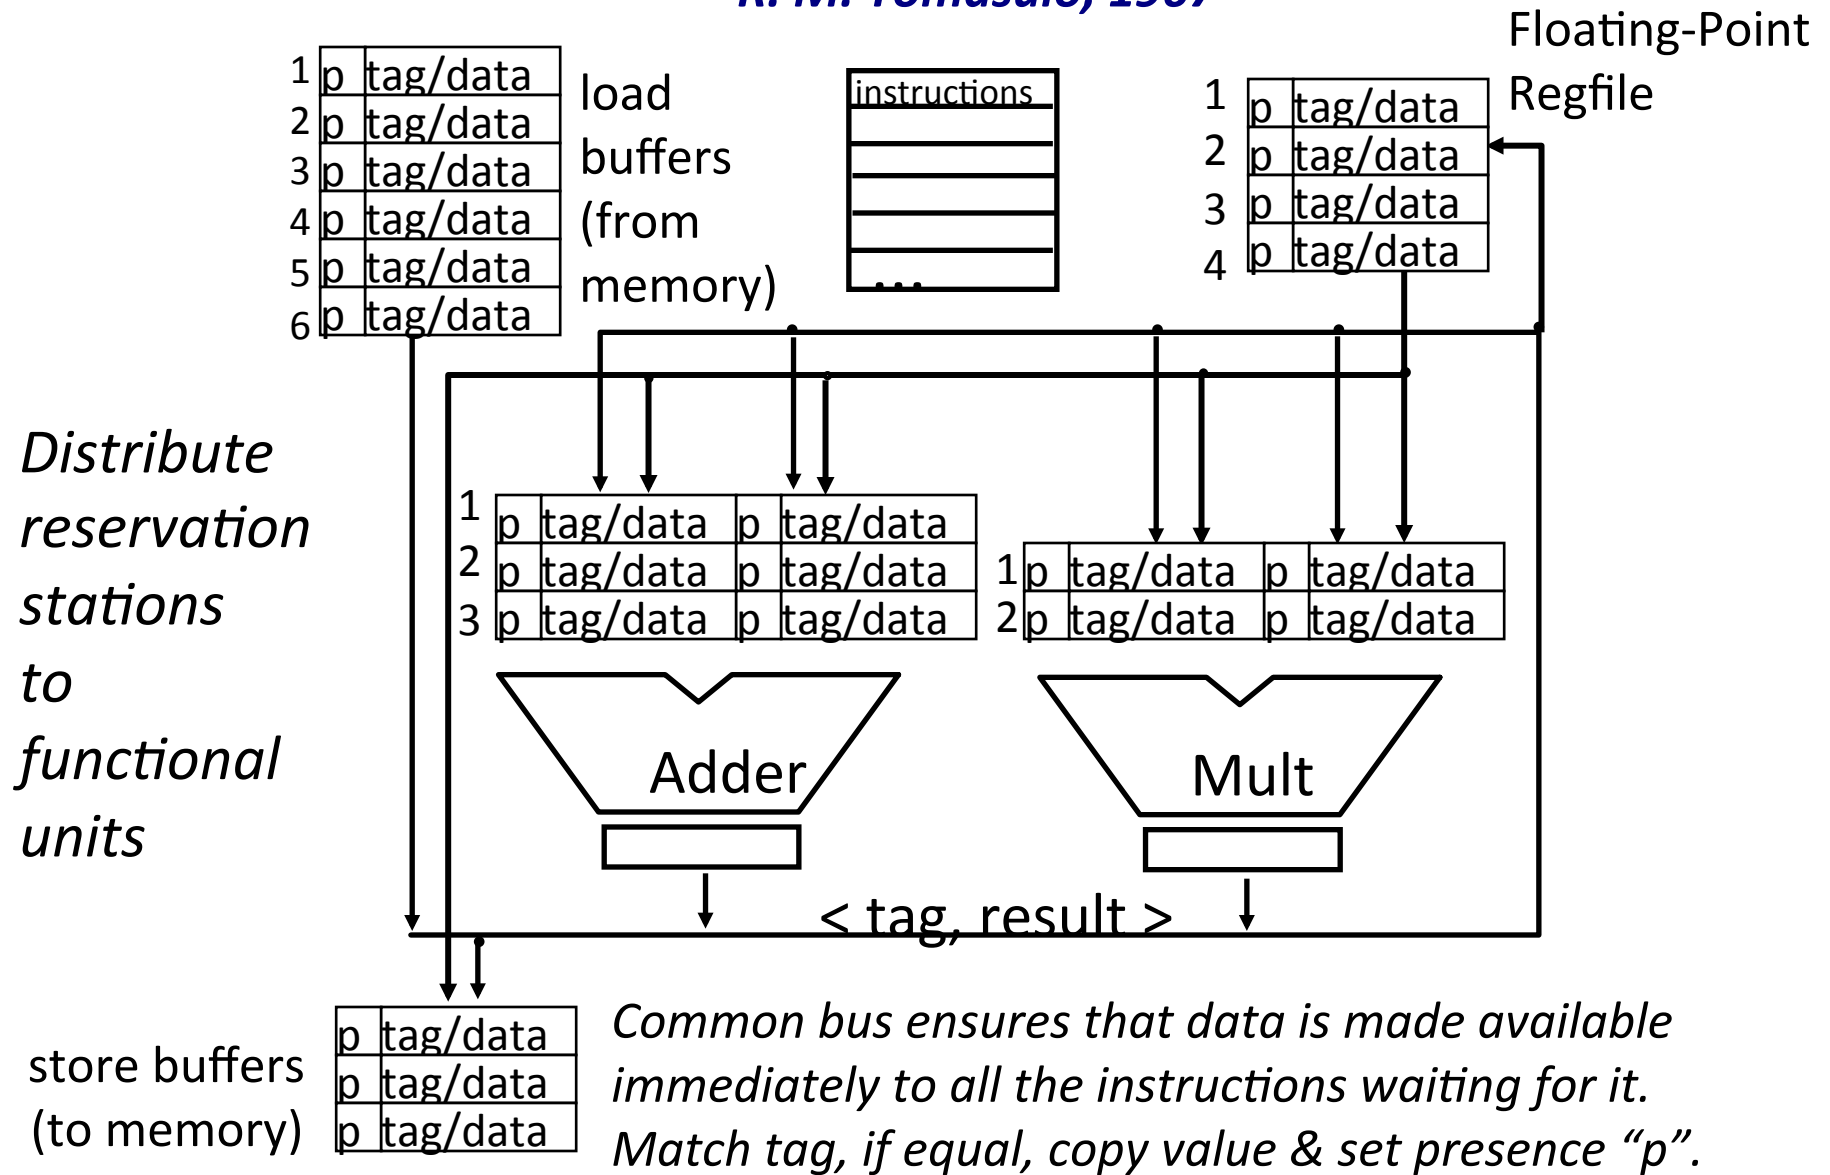 R. M. Tomasulo, 1967
Floating-Point
Regfile
1 p tag/data
2 p tag/data
3 p tag/data
4 p tag/data
5 p tag/data
6 p tag/data
load
buffers
(from
memory)
instructions
...
1 p tag/data
2 p tag/data
3 p tag/data
4 p tag/data
Distribute
reservation
stations
to
functional
units
1 p tag/data p tag/data
2 p tag/data p tag/data
3 p tag/data p tag/data
1 p tag/data p tag/data
2 p tag/data p tag/data
Adder
Mult
< tag, result >
store buffers
(to memory)
p tag/data
p tag/data
p tag/data
Common bus ensures that data is made available
immediately to all the instructions waiting for it.
Match tag, if equal, copy value & set presence “p”.